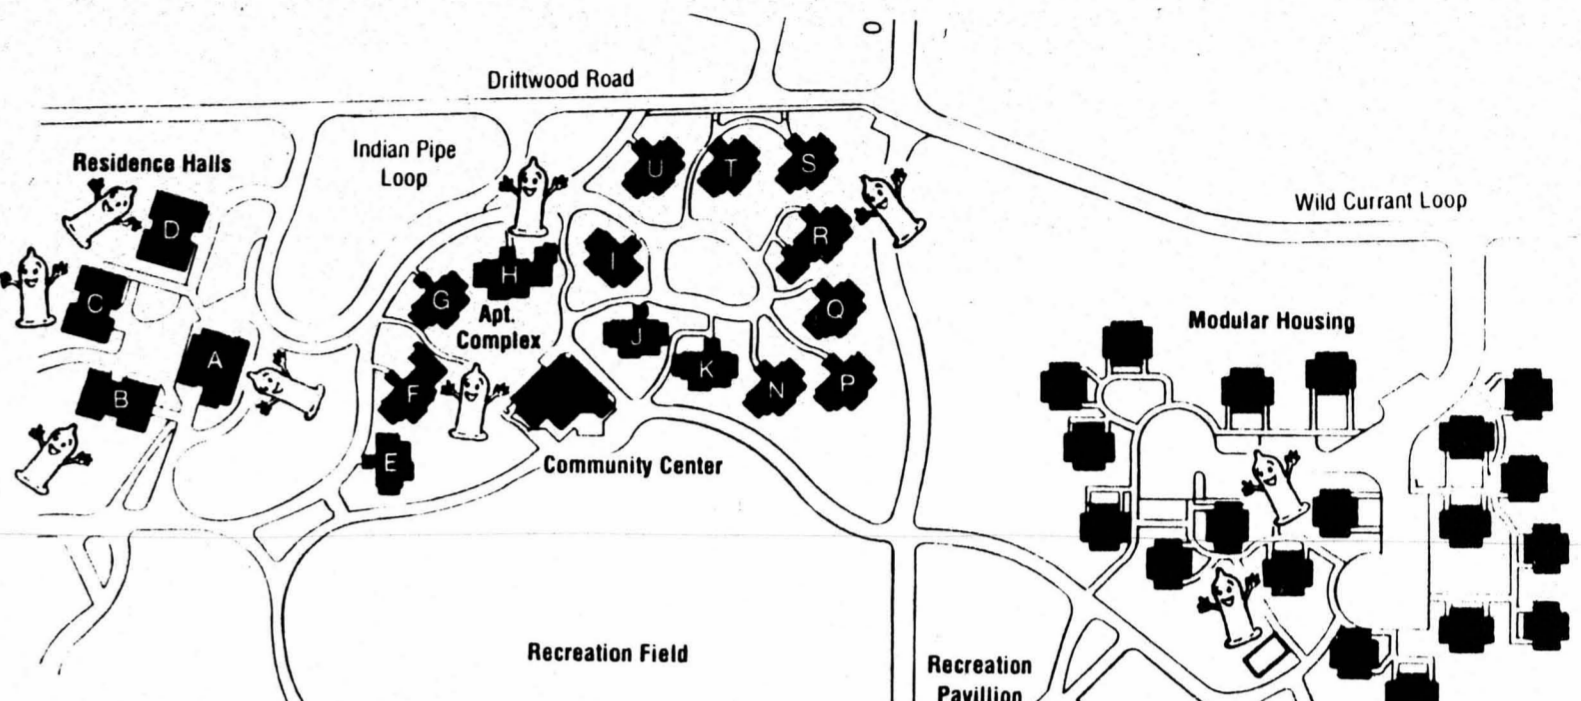 Driftwood Road
Residence Halls
Indian Pipe
Loop
Wild Currant Loop
U
T
S
D
R
H
I
G
C
Q
Apt.
Complex
Modular Housing
J
A
K
F
N
P
B
E
Community Center
Recreation Field
Recreation
Pavillion